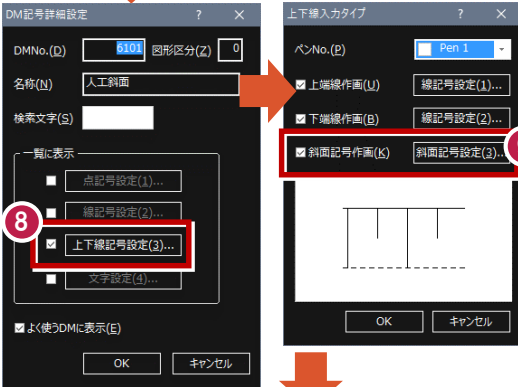 DM記号詳細設定 ? ×
DMNo.(D) 6101 図形区分(Z) 0
名称(N) 人工斜面
検索文字(S)
一覧に表示
点記号設定(1)...
線記号設定(2)...
8
上下線記号設定(3)...
文字設定(4)...
よく使うDMに表示(E)
OK キャンセル
上下線入力タイプ ? ×
ペンNo.(P) Pen 1
上端線作画(U) 線記号設定(1)...
下端線作画(B) 線記号設定(2)...
斜面記号作画(K) 斜面記号設定(3)...
OK キャンセル